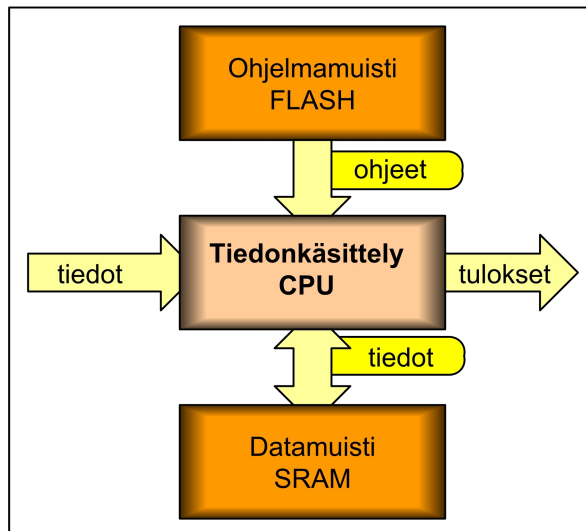 Ohjelmamuisti
FLASH
ohjeet
tiedot
Tiedonkäsittely
CPU
tulokset
tiedot
Datamuisti
SRAM